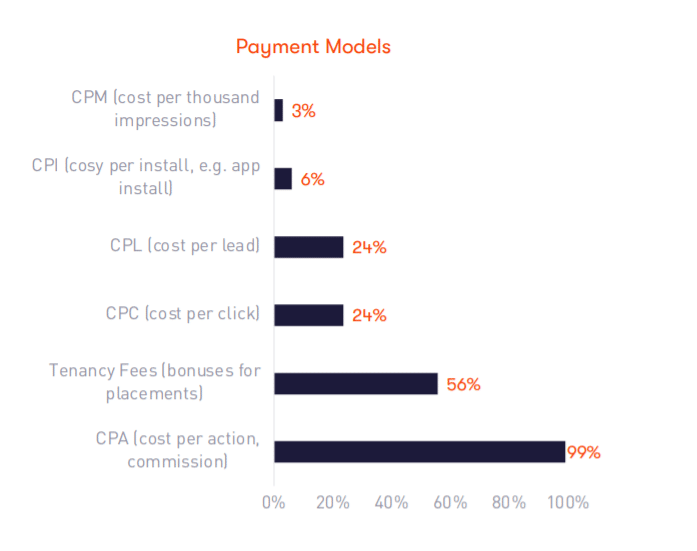 Payment Models
CPM (cost per thousand
impressions)
3%
CPI (cosy per install, e.g. app
install)
6%
CPL (cost per lead)
24%
CPC (cost per click)
24%
Tenancy Fees (bonuses for
placements)
56%
CPA (cost per action,
commission)
99%
0% 20% 40% 60% 80% 100%